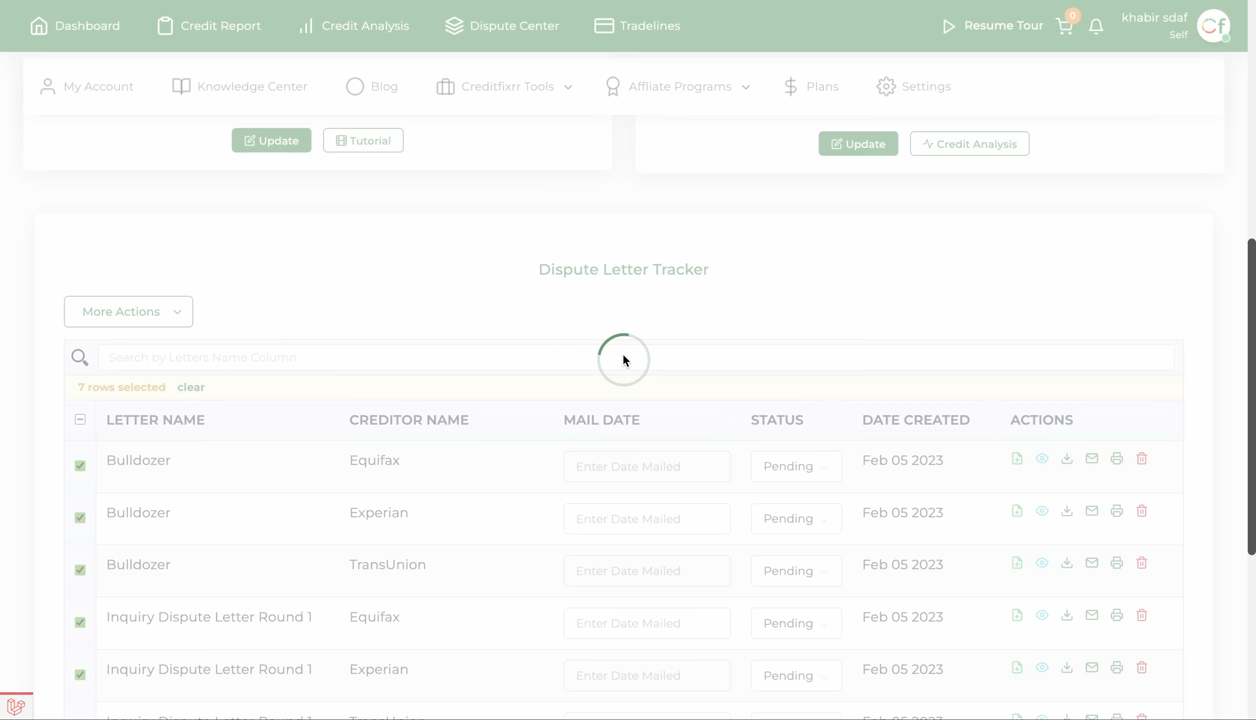 Dashboard Credit Report Credit Analysis Dispute Center Tradelines Resume Tour 0 khabir sdaf
Self
Cf
My Account Knowledge Center Blog Creditfixrr Tools Affliate Programs $ Plans Settings
Update Tutorial
Update Credit Analysis
Dispute Letter Tracker
More Actions
Search by Letters Name Column
7 rows selected clear
LETTER NAME CREDITOR NAME MAIL DATE STATUS DATE CREATED ACTIONS
Bulldozer Equifax Enter Date Mailed Pending Feb 05 2023
Bulldozer Experian Enter Date Mailed Pending Feb 05 2023
Bulldozer TransUnion Enter Date Mailed Pending Feb 05 2023
Inquiry Dispute Letter Round 1 Equifax Enter Date Mailed Pending Feb 05 2023
Inquiry Dispute Letter Round 1 Experian Enter Date Mailed Pending Feb 05 2023